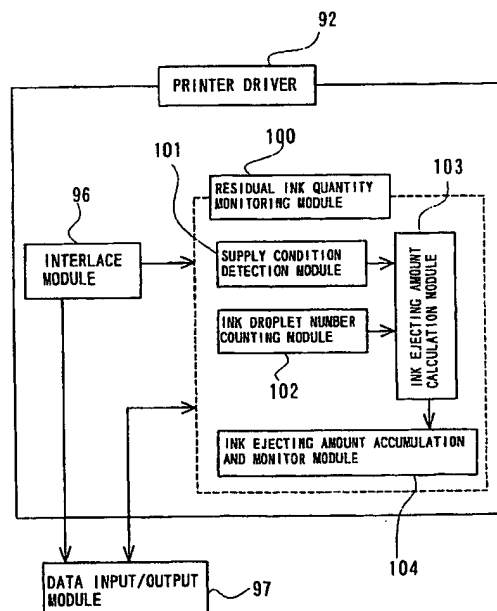 92
PRINTER DRIVER
100
101
103
RESIDUAL INK QUANTITY
MONITORING MODULE
96
INTERLACE MODULE
SUPPLY CONDITION
DETECTION MODULE
INK EJECTING AMOUNT
CALCULATION MODULE
INK DROPLET NUMBER
COUNTING MODULE
102
INK EJECTING AMOUNT ACCUMULATION
AND MONITOR MODULE
104
DATA INPUT/OUTPUT
MODULE
97